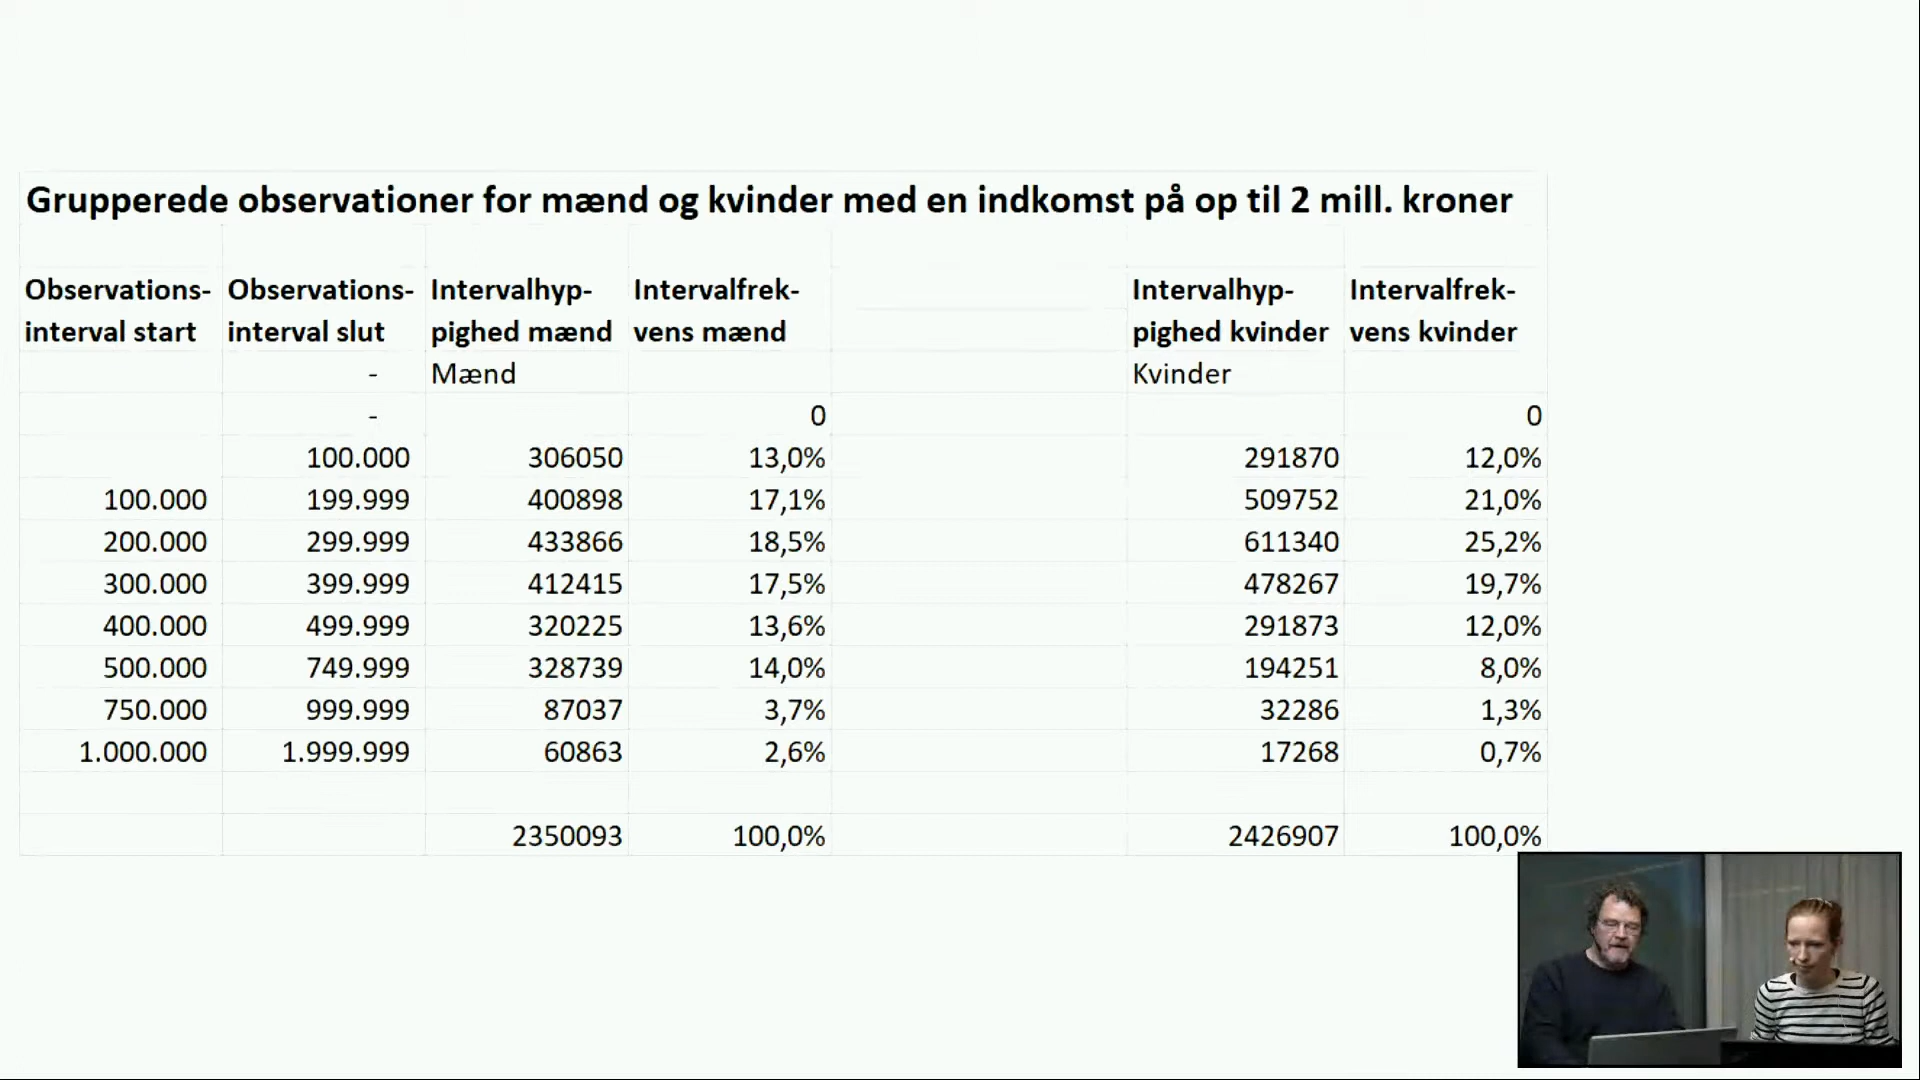 Grupperede observationer for mænd og kvinder med en indkomst på op til 2 mill. kroner
Observations- Observations- Intervalhyp- Intervalfrek- Intervalhyp- Intervalfrek-
interval start interval slut pighed mænd vens mænd pighed kvinder vens kvinder
- Mænd Kvinder
- 0 0
100.000 306050 13,0% 291870 12,0%
100.000 199.999 400898 17,1% 509752 21,0%
200.000 299.999 433866 18,5% 611340 25,2%
300.000 399.999 412415 17,5% 478267 19,7%
400.000 499.999 320225 13,6% 291873 12,0%
500.000 749.999 328739 14,0% 194251 8,0%
750.000 999.999 87037 3,7% 32286 1,3%
1.000.000 1.999.999 60863 2,6% 17268 0,7%
2350093 100,0% 2426907 100,0%